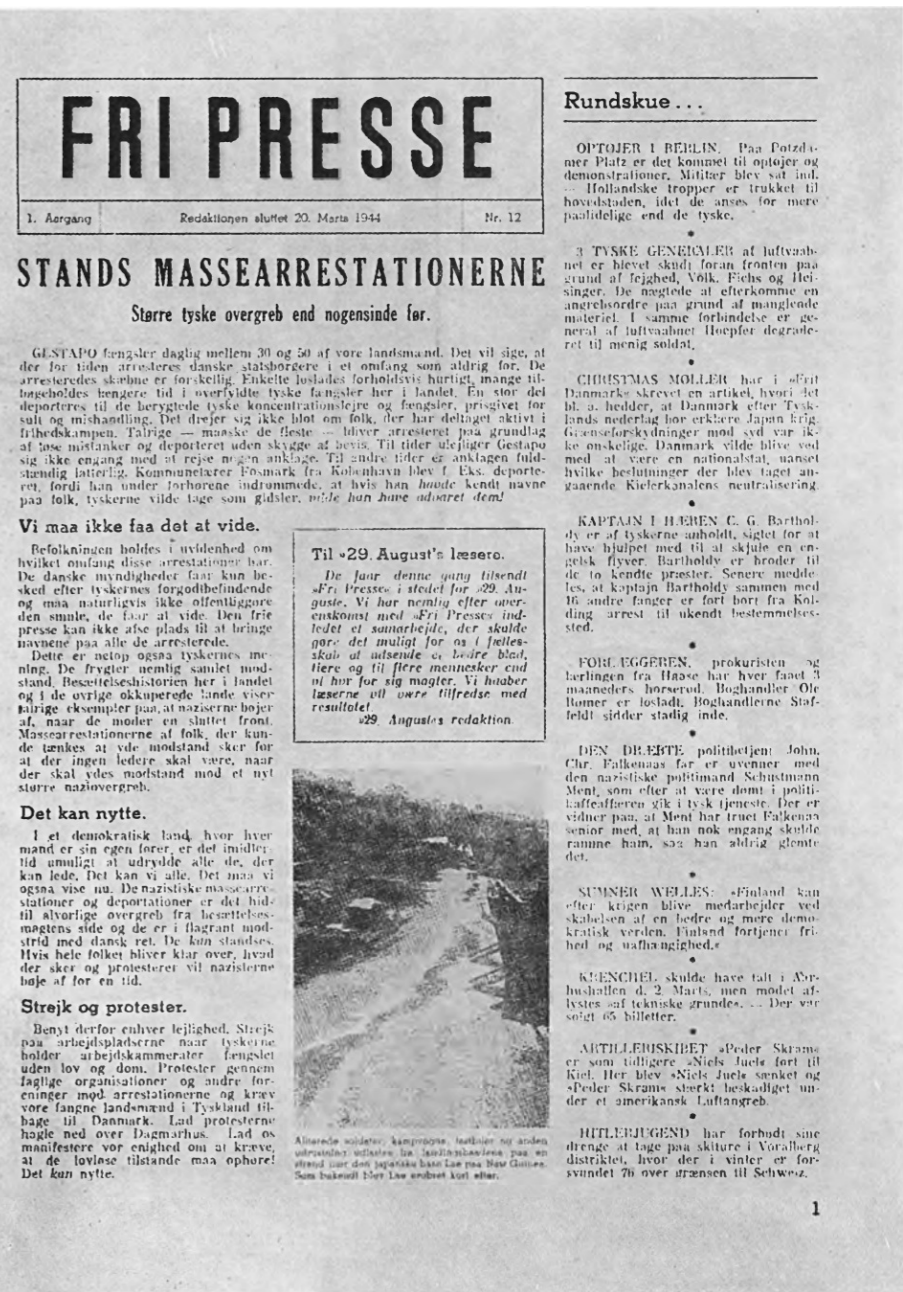 FRI PRESSE
1. Aargang Redaktionen sluttet 20. Marts 1944 Nr. 12
STANDS MASSEARRESTATIONERNE
Større tyske overgreb end nogensinde før.
GESTAPO fængsler daglig mellem 30 og 50 af vore landsmænd. Det vil sige, at
der for tiden arresteres danske statsborgere i et omfang som aldrig før. De
arresteredes skæbne er forskellig. Enkelte løslades forholdsvis hurtigt, mange til-
bageholdes længere tid i overfyldte tyske fængsler her i landet. En stor del
deporteres til de berygtede tyske koncentrationslejre og fængsler, prisgivet for
sult og mishandling. Det drejer sig ikke blot om folk, der har deltaget aktivt i
frihedskampen. Talrige — maaske de fleste — bliver arresteret paa grundlag
af løse mistanker og deporteret uden skygge af bevis. Til tider ulejliger Gestapo
sig ikke engang med at rejse nogen anklage. Til andre tider er anklagen fuld-
stændig latterlig. Kommunelærer Fosmark fra København blev f. Eks. deporte-
ret, fordi han under forhørene indrømmede, at hvis han havde kendt navne
paa folk, tyskerne vilde tage som gidsler, vilde han have advaret dem!
Vi maa ikke faa det at vide.
Befolkningen holdes i uvidenhed om
hvilket omfang disse arrestationer har.
De danske myndigheder faar kun be-
sked efter tyskernes forgodtbefindende
og maa naturligvis ikke offentliggøre
den smule, de faar at vide. Den frie
presse kan ikke afse plads til at bringe
navnene paa alle de arresterede.
Dette er netop ogsaa tyskernes me-
ning. De frygter nemlig samlet mod-
stand. Besættelseshistorien her i landet
og i de øvrige okkuperede lande viser
talrige eksempler paa, at naziserne bøjer
af, naar de møder en sluttet front.
Massearrestationerne af folk, der kun-
de tænkes at yde modstand sker for
at der ingen ledere skal være, naar
der skal ydes modstand mod et nyt
større naziovergreb.
Det kan nytte.
I et demokratisk land, hvor hver
mand er sin egen fører, er det imidler-
tid umuligt at udrydde alle de, der
kan lede. Det kan vi alle. Det maa vi
ogsaa vise nu. De nazistiske massearre-
stationer og deportationer er det hid-
til alvorlige overgreb fra besættelses-
magtens side og de er i flagrant mod-
strid med dansk ret. De kan standses.
Hvis hele folket bliver klar over, hvad
der sker og protesterer vil nazisterne
bøje af for en tid.
Strejk og protester.
Benyt derfor enhver lejlighed. Strejk
paa arbejdspladserne naar tyskerne
holder arbejdskammerater fængslet
uden lov og dom. Protester gennem
faglige organisationer og andre for-
eninger mod arrestationerne og kræv
vore fangne landsmænd i Tyskland til-
bage til Danmark. Lad protesterne
hagle ned over Dagmarhus. Lad os
manifestere vor enighed om at kræve,
at de lovløse tilstande maa ophøre!
Det kan nytte.
Til »29. August's læsere.
De faar denne gang tilsendt
»Fri Presse« i stedet for »29. Au-
gust«. Vi har nemlig efter over-
enskomst med »Fri Presse« ind-
ledet et samarbejde, der skulde
gøre det muligt for os i fælles-
skab at udsende et bedre blad,
flere og til flere mennesker end
vi hver for sig magter. Vi haaber
læserne vil være tilfredse med
resultatet.
»29. August«s redaktion.
Allierede soldater, kampvogne, lastbiler og anden
udrustning udlades fra landgangsbaadene paa en
strand nær den japanske base Lae paa New Guinea.
Som bekendt blev Lae erobret kort efter.
Rundskue...
OPTØJER I BERLIN. Paa Potzda-
mer Platz er det kommet til optøjer og
demonstrationer. Militær blev sat ind.
— Hollandske tropper er trukket til
hovedstaden, idet de anses for mere
paalidelige end de tyske.
3 TYSKE GENERALER af luftvaab-
net er blevet skudt foran fronten paa
grund af fejghed, Völk, Fichs og Hei-
singer. De nægtede at efterkomme en
angrebsordre paa grund af manglende
materiel. I samme forbindelse er ge-
neral af luftvaabnet Hoepfer degrade-
ret til menig soldat.
CHRISTMAS MØLLER har i »Frit
Danmark« skrevet en artikel, hvori det
bl. a. hedder, at Danmark efter Tysk-
lands nederlag bør erklære Japan krig.
Grænseforskydninger mod syd var ik-
ke ønskelige. Danmark vilde blive ved
med at være en nationalstat, uanset
hvilke beslutninger der blev taget an-
gaaende Kielerkanalens neutralisering.
KAPTAJN I HÆREN C. G. Barthol-
dy er af tyskerne anholdt, sigtet for at
have hjulpet med til at skjule en en-
gelsk flyver. Bartholdy er broder til
de to kendte præster. Senere medde-
les, at kaptajn Bartholdy sammen med
16 andre fanger er ført bort fra Kol-
ding arrest til ukendt bestemmelses-
sted.
FORLÆGGEREN, prokuristen og
lærlingen fra Haase har hver faaet 3
maaneders horserød. Boghandler Ole
Rømer er løsladt. Boghandlerne Staf-
feldt sidder stadig inde.
DEN DRÆBTE politibetjent John.
Chr. Falkenaas far er uvenner med
den nazistiske politimand Schustmann
Ment, som efter at være dømt i politi-
kaffeaffæren gik i tysk tjeneste. Der er
vidner paa, at Ment har truet Falkenaa
senior med, at han nok engang skulde
ramme ham, saa han aldrig glemte
det.
SUMNER WELLES: »Finland kan
efter krigen blive medarbejder ved
skabelsen af en bedre og mere demo-
kratisk verden. Finland fortjener fri-
hed og uafhængighed.«
KRENCHEL skulde have talt i Aar-
hushallen d. 2. Marts, men mødet af-
lystes »af tekniske grunde«. — Der var
solgt 65 billetter.
ARTILLERISKIBET »Peder Skram«
er som tidligere »Niels Juel« ført til
Kiel. Her blev »Niels Juel« sænket og
»Peder Skram« stærkt beskadiget un-
der et amerikansk Luftangreb.
HITLERJUGEND har forbudt sine
drenge at tage paa skiture i Voralberg
distriktet, hvor der i vinter er for-
svundet 76 over grænsen til Schweiz.
1